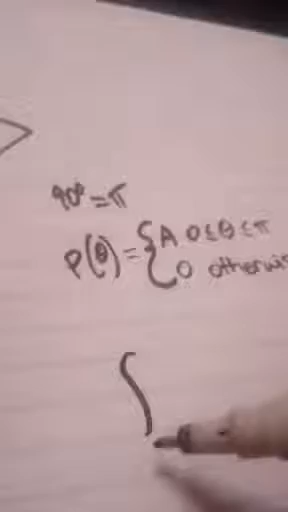 90° = π
P(θ) = { A 0 ≤ θ ≤ π
0 otherwis
∫